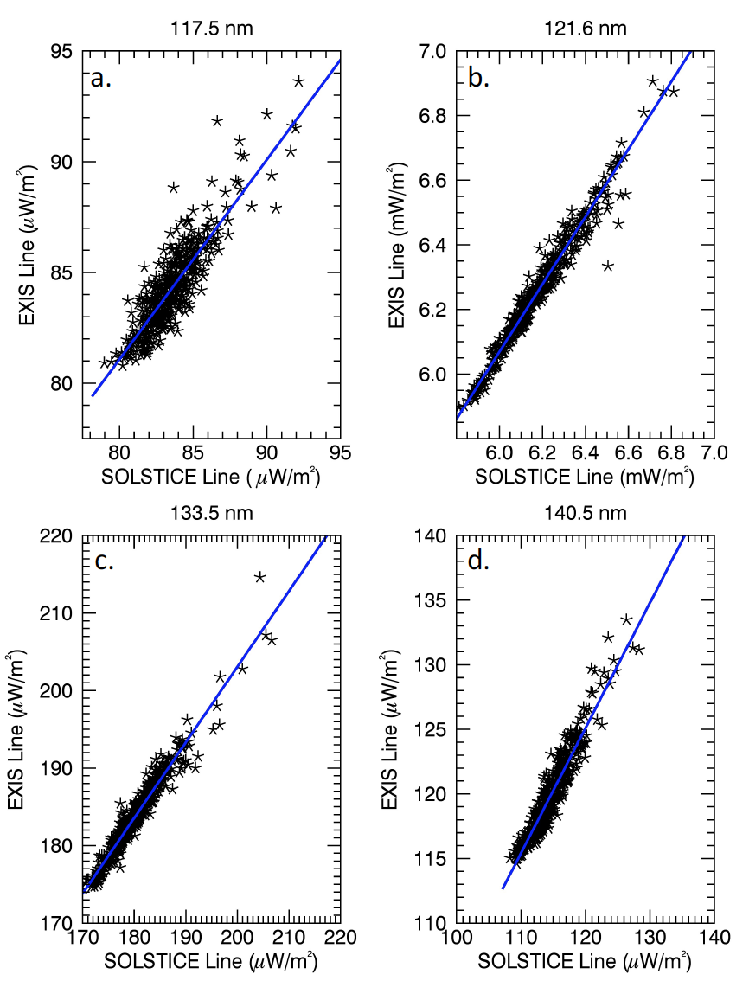 117.5 nm
a.
95
90
85
80
EXIS Line (μW/m²)
80 85 90 95
SOLSTICE Line ( μW/m²)
121.6 nm
b.
7.0
6.8
6.6
6.4
6.2
6.0
EXIS Line (mW/m²)
6.0 6.2 6.4 6.6 6.8 7.0
SOLSTICE Line (mW/m²)
133.5 nm
c.
220
210
200
190
180
170
EXIS Line (μW/m²)
170 180 190 200 210 220
SOLSTICE Line (μW/m²)
140.5 nm
d.
140
135
130
125
120
115
110
EXIS Line (μW/m²)
100 110 120 130 140
SOLSTICE Line (μW/m²)